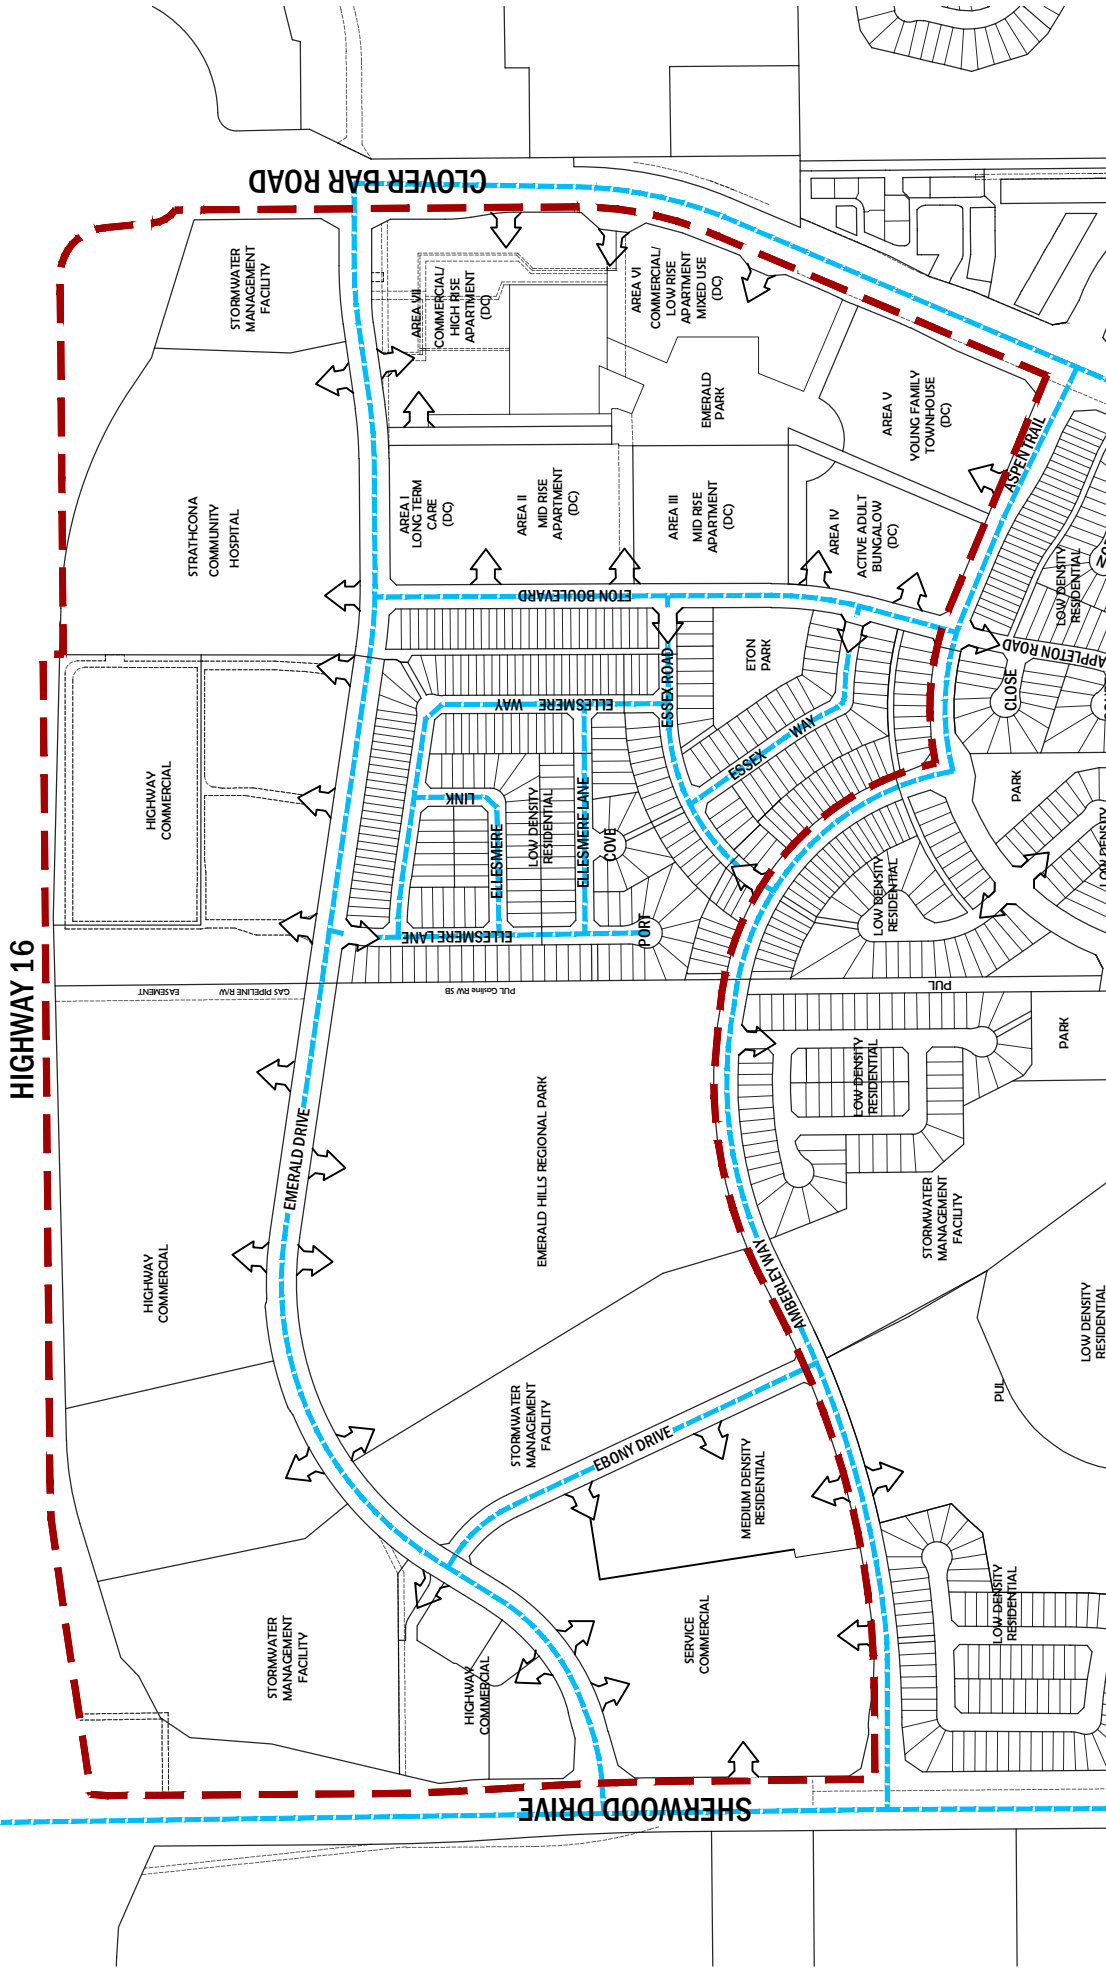 HIGHWAY 16
CLOVER BAR ROAD
STORMWATER
MANAGEMENT
FACILITY
AREA VII
COMMERCIAL/
HIGH RISE
APARTMENT
(DC)
AREA VI
COMMERCIAL/
LOW RISE
APARTMENT
MIXED USE
(DC)
EMERALD
PARK
AREA V
YOUNG FAMILY
TOWNHOUSE
(DC)
ASPEN TRAIL
STRATHCONA
COMMUNITY
HOSPITAL
AREA I
LONG TERM
CARE
(DC)
AREA II
MID RISE
APARTMENT
(DC)
AREA III
MID RISE
APARTMENT
(DC)
AREA IV
ACTIVE ADULT
BUNGALOW
(DC)
LOW DENSITY
RESIDENTIAL
ETON BOULEVARD
APPLETON ROAD
CLOSE
ETON
PARK
ESSEX ROAD
ELLESMERE WAY
ESSEX WAY
HIGHWAY
COMMERCIAL
LINK
ELLESMERE
LOW DENSITY
RESIDENTIAL
ELLESMERE LANE
COVE
PORT
ELLESMERE LANE
PARK
LOW DENSITY
LOW DENSITY
RESIDENTIAL
EASEMENT
GAS PIPELINE R/W
PUL Gasline RW SB
PUL
PARK
LOW DENSITY
RESIDENTIAL
EMERALD DRIVE
EMERALD HILLS REGIONAL PARK
STORMWATER
MANAGEMENT
FACILITY
HIGHWAY
COMMERCIAL
AMBERLEY WAY
LOW DENSITY
RESIDENTIAL
PUL
STORMWATER
MANAGEMENT
FACILITY
EBONY DRIVE
MEDIUM DENSITY
RESIDENTIAL
LOW DENSITY
RESIDENTIAL
STORMWATER
MANAGEMENT
FACILITY
HIGHWAY
COMMERCIAL
SERVICE
COMMERCIAL
SHERWOOD DRIVE